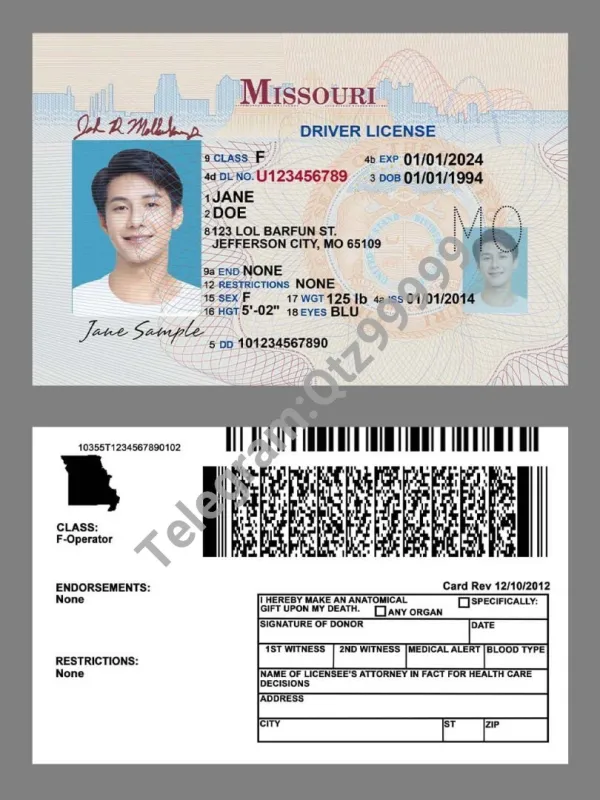 MISSOURI
DRIVER LICENSE
9 CLASS F
4b EXP 01/01/2024
4d DL NO. U123456789
3 DOB 01/01/1994
1 JANE
2 DOE
8 123 LOL BARFUN ST.
JEFFERSON CITY, MO 65109
MO
9a END NONE
12 RESTRICTIONS NONE
15 SEX F 17 WGT 125 lb 4a ISS 01/01/2014
16 HGT 5'-02" 18 EYES BLU
Jane Sample
5 DD 101234567890
Telegram:Qtz99999
10355T1234567890102
CLASS:
F-Operator
ENDORSEMENTS:
None
RESTRICTIONS:
None
Card Rev 12/10/2012
I HEREBY MAKE AN ANATOMICAL
GIFT UPON MY DEATH. ANY ORGAN SPECIFICALLY:
SIGNATURE OF DONOR DATE
1ST WITNESS 2ND WITNESS MEDICAL ALERT BLOOD TYPE
NAME OF LICENSEE'S ATTORNEY IN FACT FOR HEALTH CARE
DECISIONS
ADDRESS
CITY ST ZIP